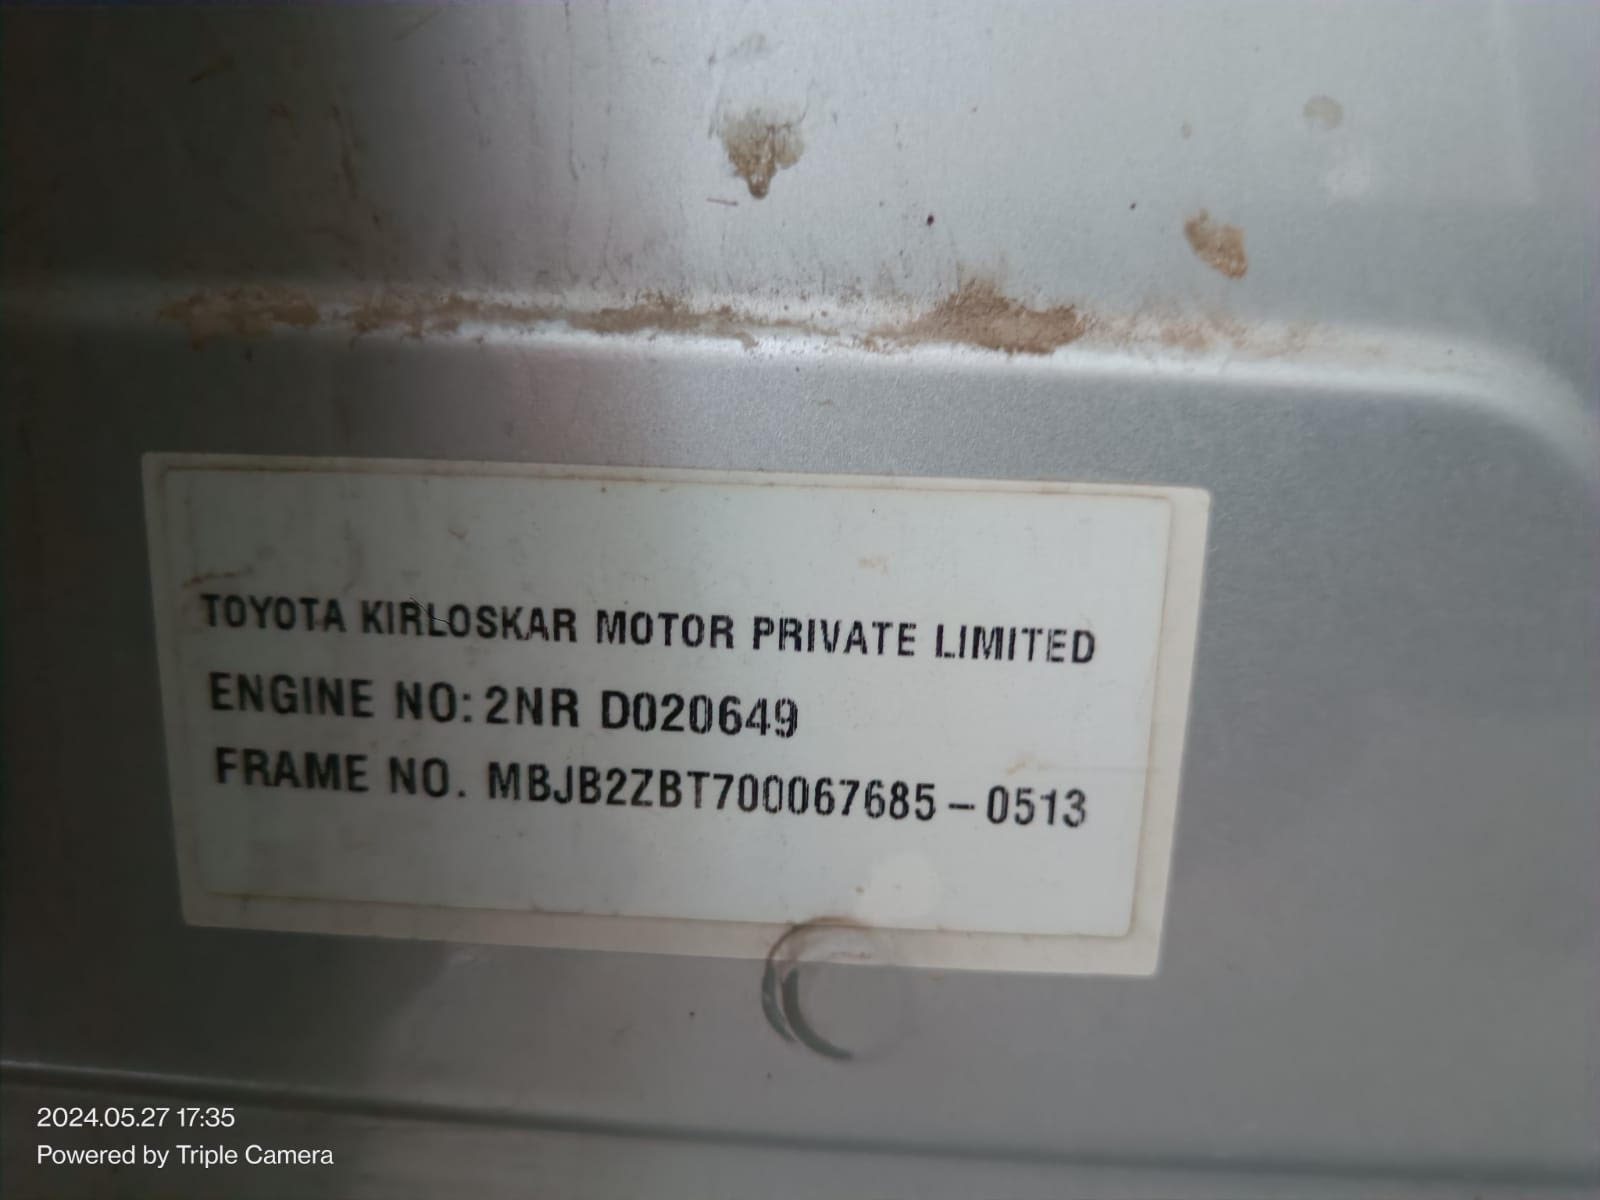 TOYOTA KIRLOSKAR MOTOR PRIVATE LIMITED
ENGINE NO: 2NR D020649
FRAME NO. MBJB2ZBT700067685-0513
2024.05.27 17:35
Powered by Triple Camera